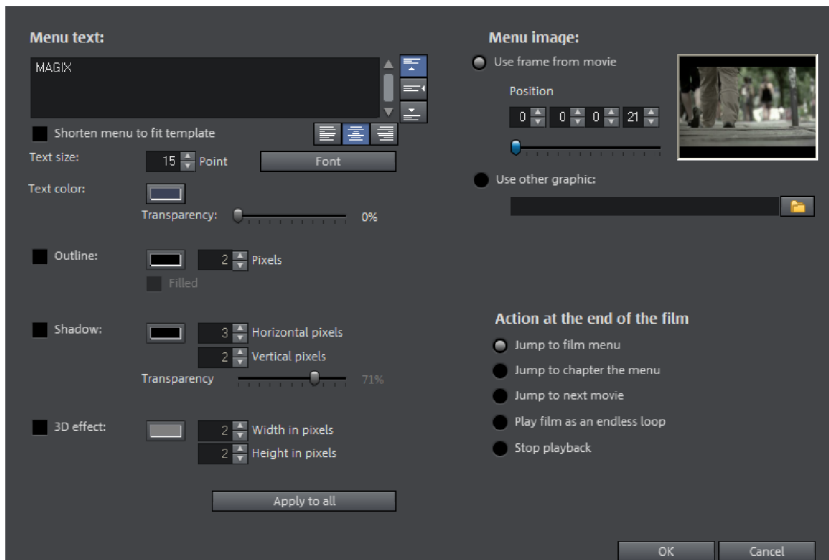 Menu text:
MAGIX
Shorten menu to fit template
Text size: 15 Point Font
Text color:
Transparency: 0%
Outline: 2 Pixels
Filled
Shadow: 3 Horizontal pixels
2 Vertical pixels
Transparency 71%
3D effect: 2 Width in pixels
2 Height in pixels
Apply to all
Menu image:
Use frame from movie
Position
0 0 0 21
Use other graphic:
Action at the end of the film
Jump to film menu
Jump to chapter the menu
Jump to next movie
Play film as an endless loop
Stop playback
OK Cancel